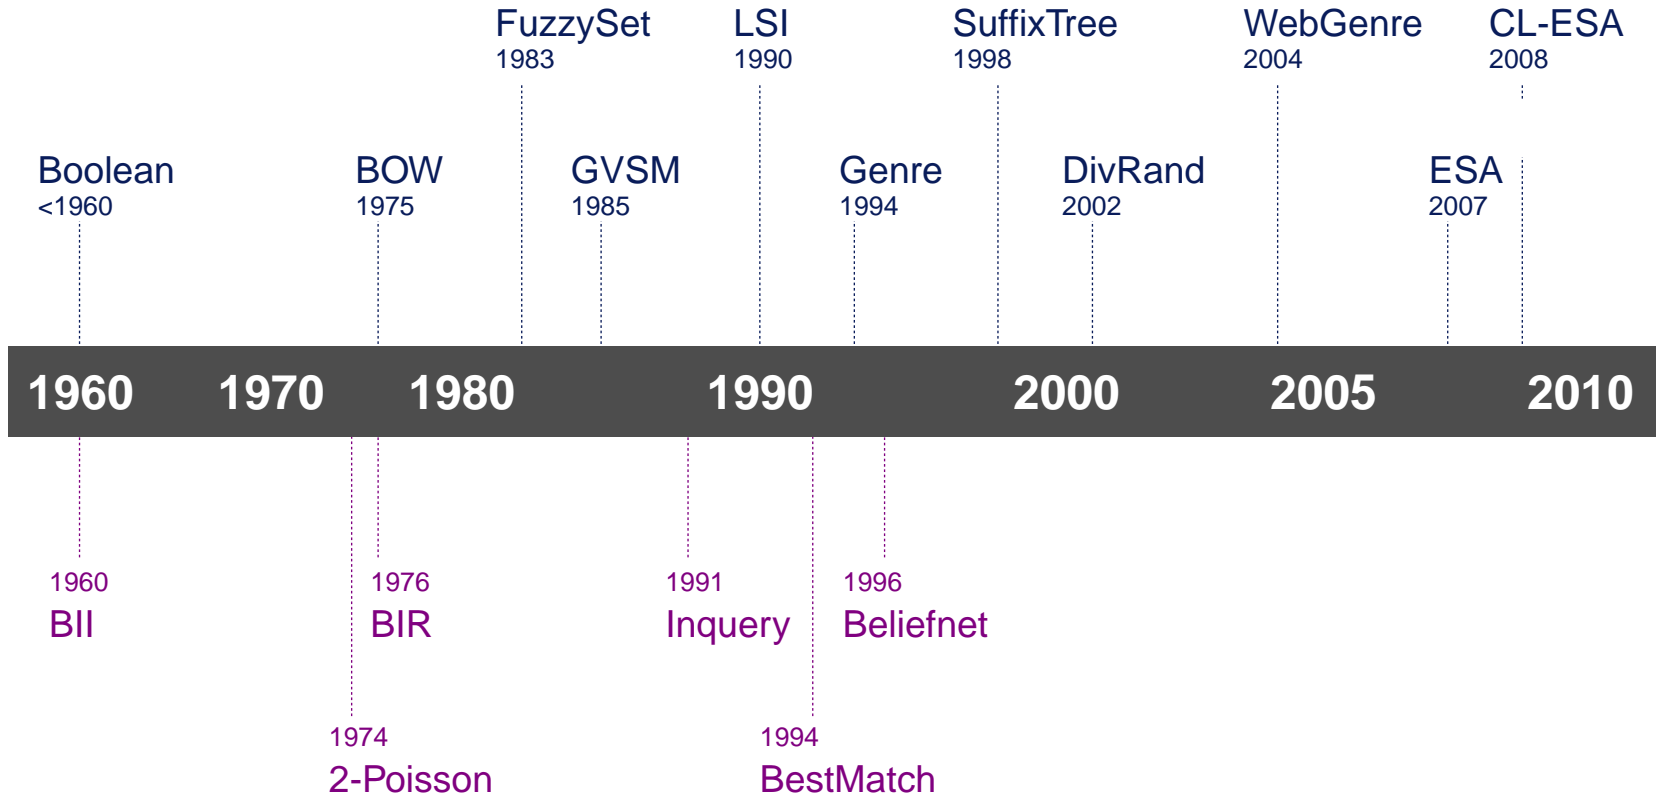 FuzzySet
1983
LSI
1990
SuffixTree
1998
WebGenre
2004
CL-ESA
2008
Boolean
<1960
BOW
1975
GVSM
1985
Genre
1994
DivRand
2002
ESA
2007
1960 1970 1980 1990 2000 2005 2010
1960
BII
1976
BIR
1991
Inquery
1996
Beliefnet
1974
2-Poisson
1994
BestMatch